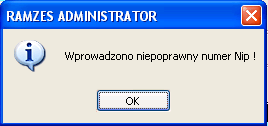 RAMZES ADMINISTRATOR
Wprowadzono niepoprawny numer Nip !
OK